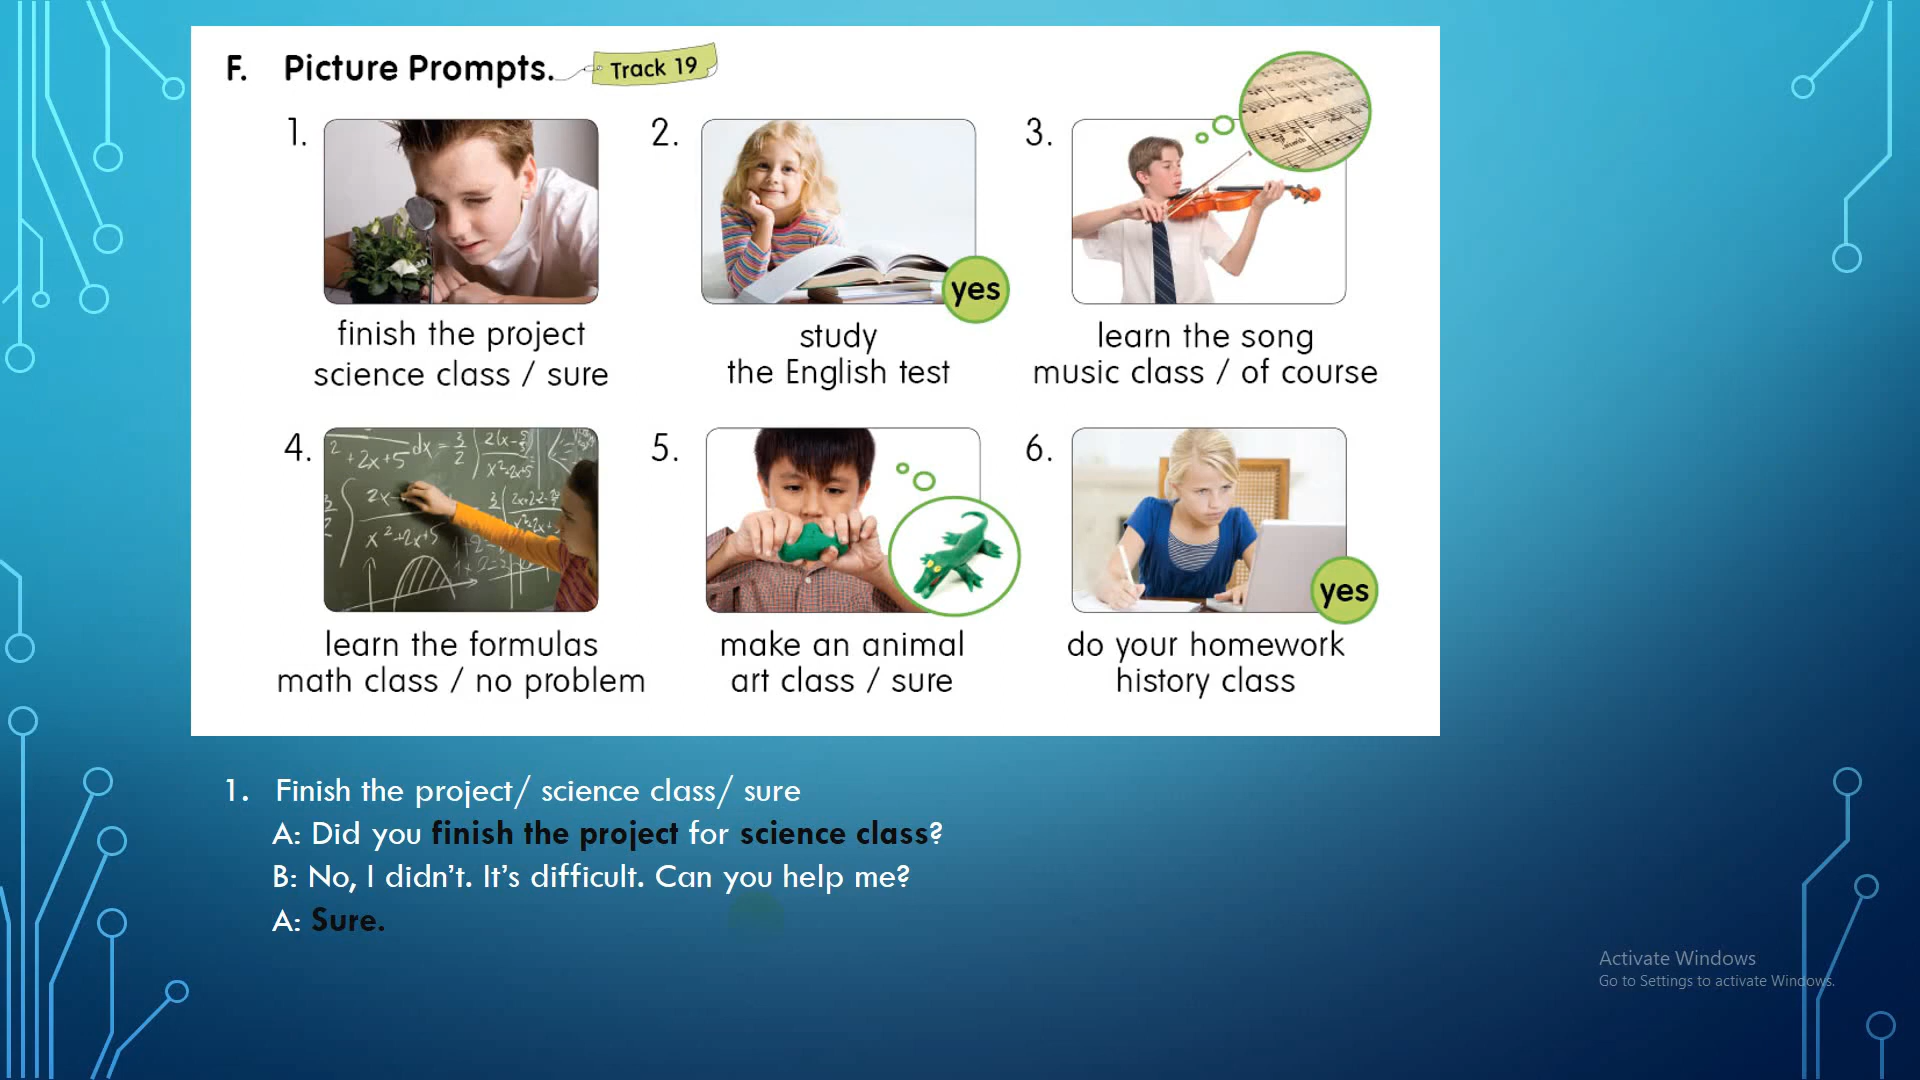 F. Picture Prompts. Track 19
1.
2.
3.
yes
finish the project
science class / sure
study
the English test
learn the song
music class / of course
4.
5.
6.
yes
learn the formulas
math class / no problem
make an animal
art class / sure
do your homework
history class
1. Finish the project/ science class/ sure
A: Did you finish the project for science class?
B: No, I didn't. It's difficult. Can you help me?
A: Sure.
Activate Windows
Go to Settings to activate Windows.